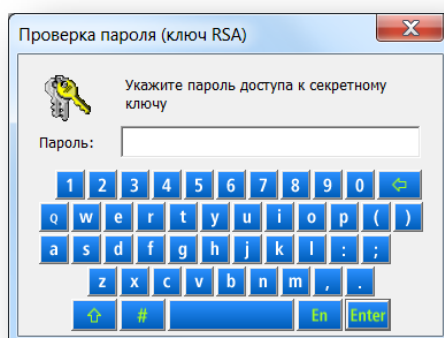 Проверка пароля (ключ RSA)
X
Укажите пароль доступа к секретному
ключу
Пароль:
1 2 3 4 5 6 7 8 9 0
Q w e r t y u i o p ( )
a s d f g h j k l : ;
z x c v b n m , .
# En Enter